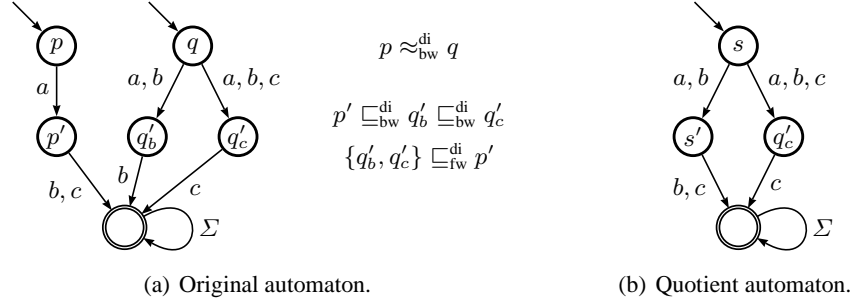 p
q
p ≈ᵈⁱ_bw q
s
a
a, b
a, b, c
a, b
a, b, c
p′ ⊑ᵈⁱ_bw q′_b ⊑ᵈⁱ_bw q′_c
p′
q′_b
q′_c
s′
q′_c
{q′_b, q′_c} ⊑ᵈⁱ_fw p′
b, c
b
c
b, c
c
Σ
Σ
(a) Original automaton.
(b) Quotient automaton.